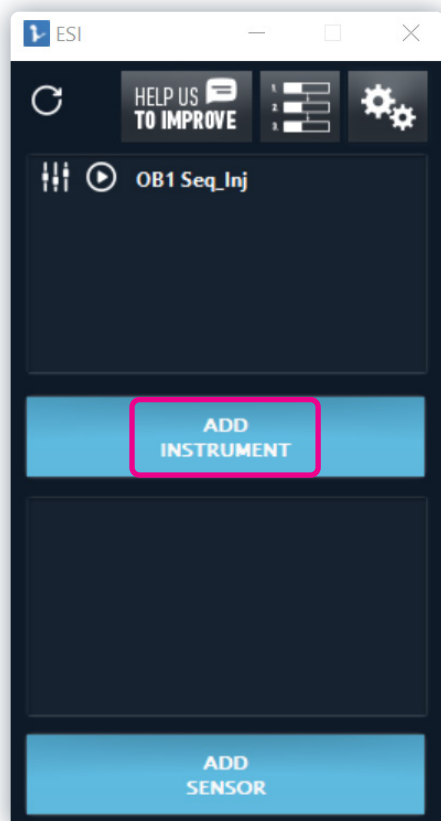 ESI
HELP US
TO IMPROVE
1.
2.
3.
OB1 Seq_Inj
ADD
INSTRUMENT
ADD
SENSOR